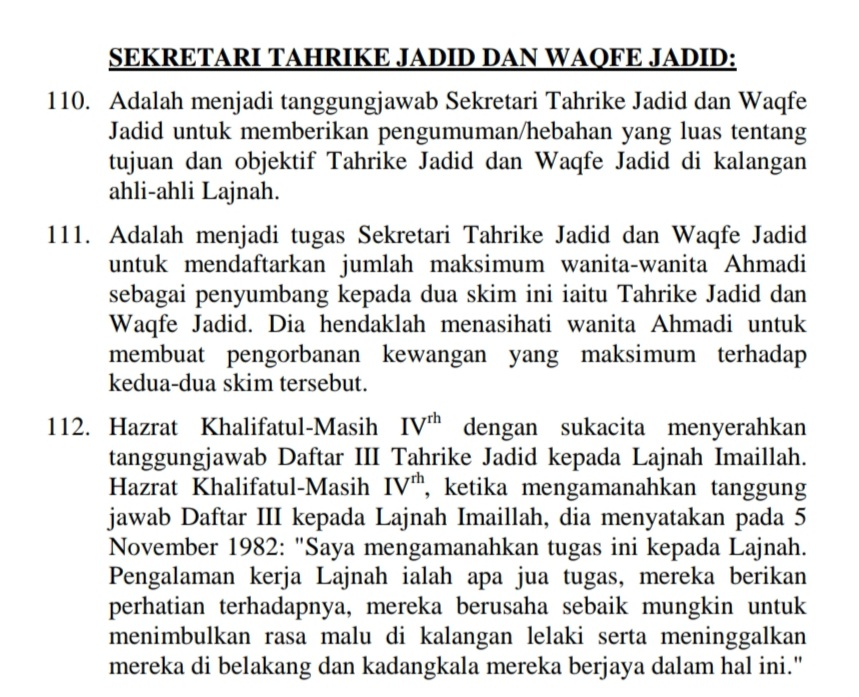 SEKRETARI TAHRIKE JADID DAN WAQFE JADID:
110. Adalah menjadi tanggungjawab Sekretari Tahrike Jadid dan Waqfe
Jadid untuk memberikan pengumuman/hebahan yang luas tentang
tujuan dan objektif Tahrike Jadid dan Waqfe Jadid di kalangan
ahli-ahli Lajnah.
111. Adalah menjadi tugas Sekretari Tahrike Jadid dan Waqfe Jadid
untuk mendaftarkan jumlah maksimum wanita-wanita Ahmadi
sebagai penyumbang kepada dua skim ini iaitu Tahrike Jadid dan
Waqfe Jadid. Dia hendaklah menasihati wanita Ahmadi untuk
membuat pengorbanan kewangan yang maksimum terhadap
kedua-dua skim tersebut.
112. Hazrat Khalifatul-Masih IVrh dengan sukacita menyerahkan
tanggungjawab Daftar III Tahrike Jadid kepada Lajnah Imaillah.
Hazrat Khalifatul-Masih IVrh, ketika mengamanahkan tanggung
jawab Daftar III kepada Lajnah Imaillah, dia menyatakan pada 5
November 1982: "Saya mengamanahkan tugas ini kepada Lajnah.
Pengalaman kerja Lajnah ialah apa jua tugas, mereka berikan
perhatian terhadapnya, mereka berusaha sebaik mungkin untuk
menimbulkan rasa malu di kalangan lelaki serta meninggalkan
mereka di belakang dan kadangkala mereka berjaya dalam hal ini."